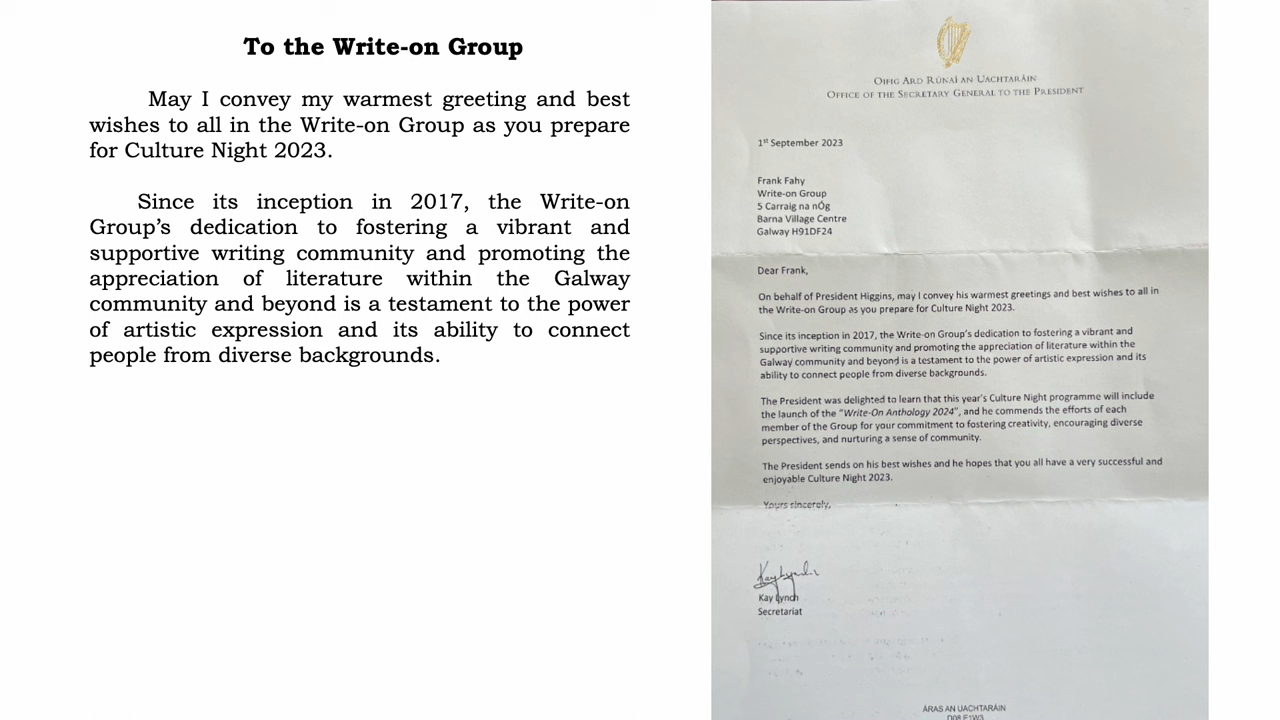 To the Write-on Group
May I convey my warmest greeting and best
wishes to all in the Write-on Group as you prepare
for Culture Night 2023.
Since its inception in 2017, the Write-on
Group’s dedication to fostering a vibrant and
supportive writing community and promoting the
appreciation of literature within the Galway
community and beyond is a testament to the power
of artistic expression and its ability to connect
people from diverse backgrounds.
OIFIG ARD RÚNAÍ AN UACHTARÁIN
OFFICE OF THE SECRETARY GENERAL TO THE PRESIDENT
1st September 2023
Frank Fahy
Write-on Group
5 Carraig na nÓg
Barna Village Centre
Galway H91DF24
Dear Frank,
On behalf of President Higgins, may I convey his warmest greetings and best wishes to all in
the Write-on Group as you prepare for Culture Night 2023.
Since its inception in 2017, the Write-on Group's dedication to fostering a vibrant and
supportive writing community and promoting the appreciation of literature within the
Galway community and beyond is a testament to the power of artistic expression and its
ability to connect people from diverse backgrounds.
The President was delighted to learn that this year's Culture Night programme will include
the launch of the "Write-On Anthology 2024", and he commends the efforts of each
member of the Group for your commitment to fostering creativity, encouraging diverse
perspectives, and nurturing a sense of community.
The President sends on his best wishes and he hopes that you all have a very successful and
enjoyable Culture Night 2023.
Yours sincerely,
Kay Lynch
Secretariat
ÁRAS AN UACHTARÁIN
D08 E1W3